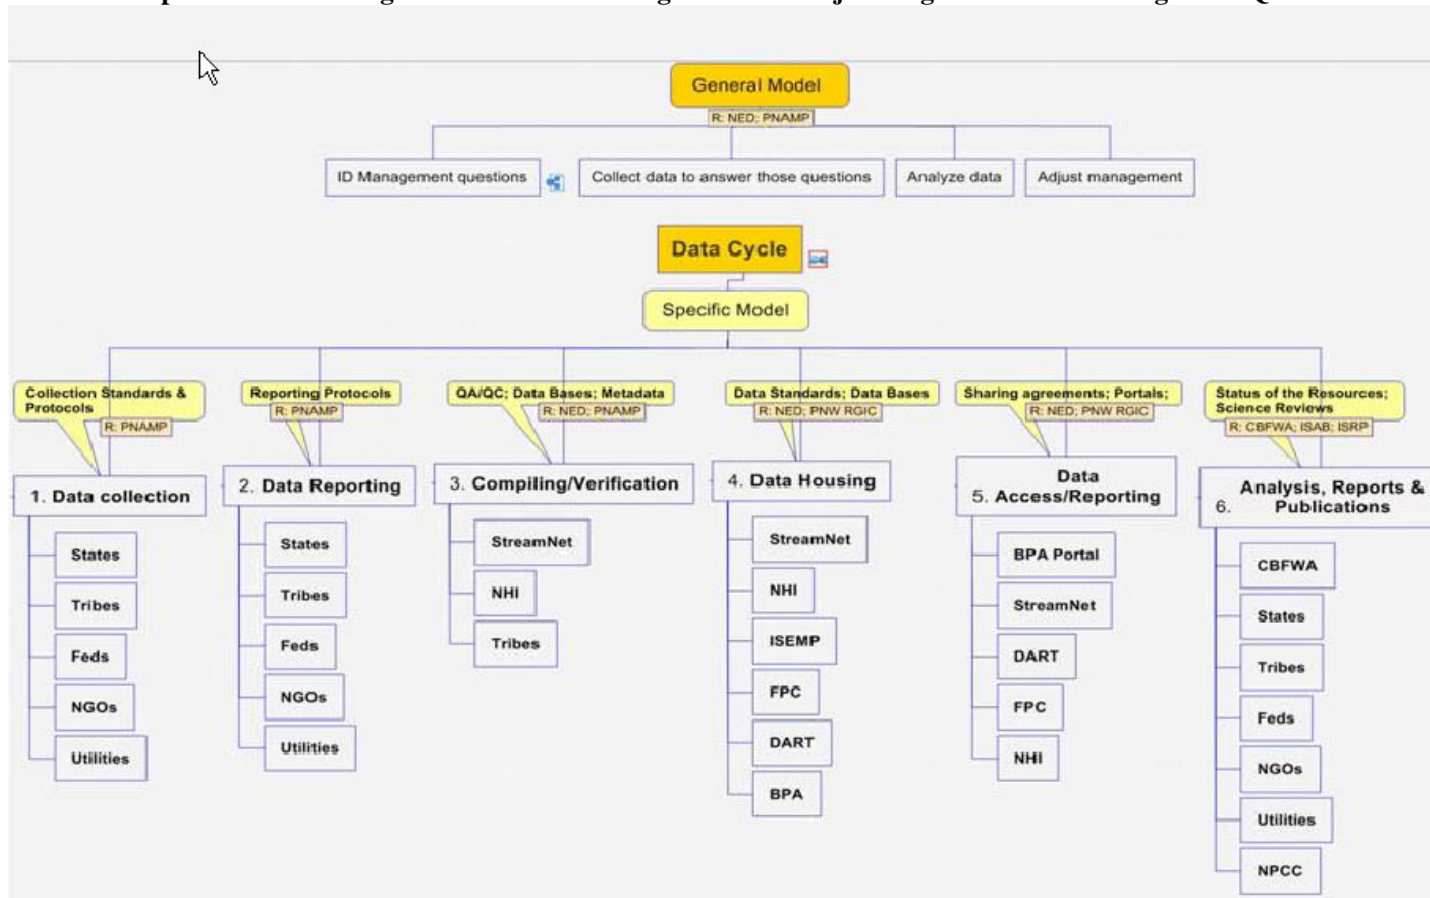 General Model
R: NED; PNAMP
ID Management questions
Collect data to answer those questions
Analyze data
Adjust management
Data Cycle
Specific Model
Collection Standards &
Protocols
R: PNAMP
Reporting Protocols
R: PNAMP
QA/QC; Data Bases; Metadata
R: NED; PNAMP
Data Standards; Data Bases
R: NED; PNW RGIC
Sharing agreements; Portals;
R: NED; PNW RGIC
Status of the Resources;
Science Reviews
R: CBFWA; ISAB; ISRP
1. Data collection
States
Tribes
Feds
NGOs
Utilities
2. Data Reporting
States
Tribes
Feds
NGOs
Utilities
3. Compiling/Verification
StreamNet
NHI
Tribes
4. Data Housing
StreamNet
NHI
ISEMP
FPC
DART
BPA
Data
5. Access/Reporting
BPA Portal
StreamNet
DART
FPC
NHI
Analysis, Reports &
6. Publications
CBFWA
States
Tribes
Feds
NGOs
Utilities
NPCC